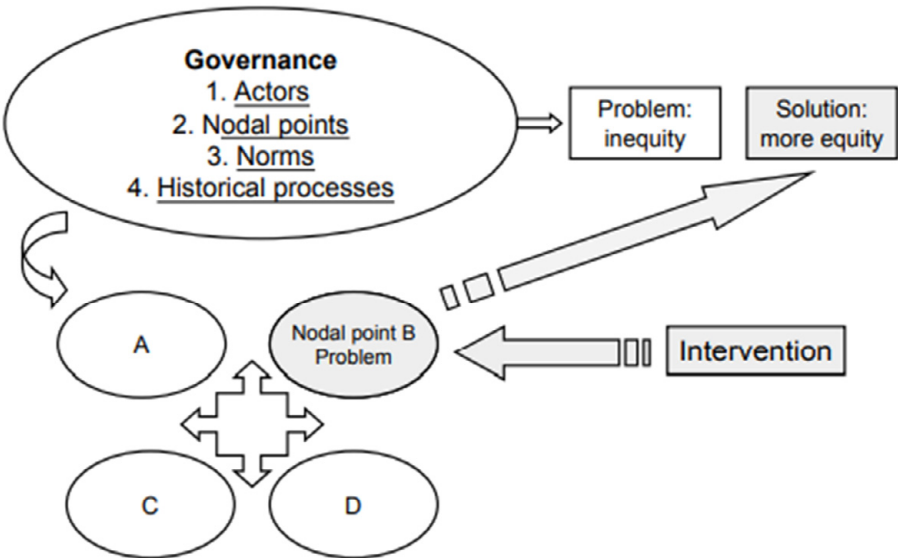 Governance
1. Actors
2. Nodal points
3. Norms
4. Historical processes
Problem:
inequity
Solution:
more equity
A
Nodal point B
Problem
Intervention
C
D